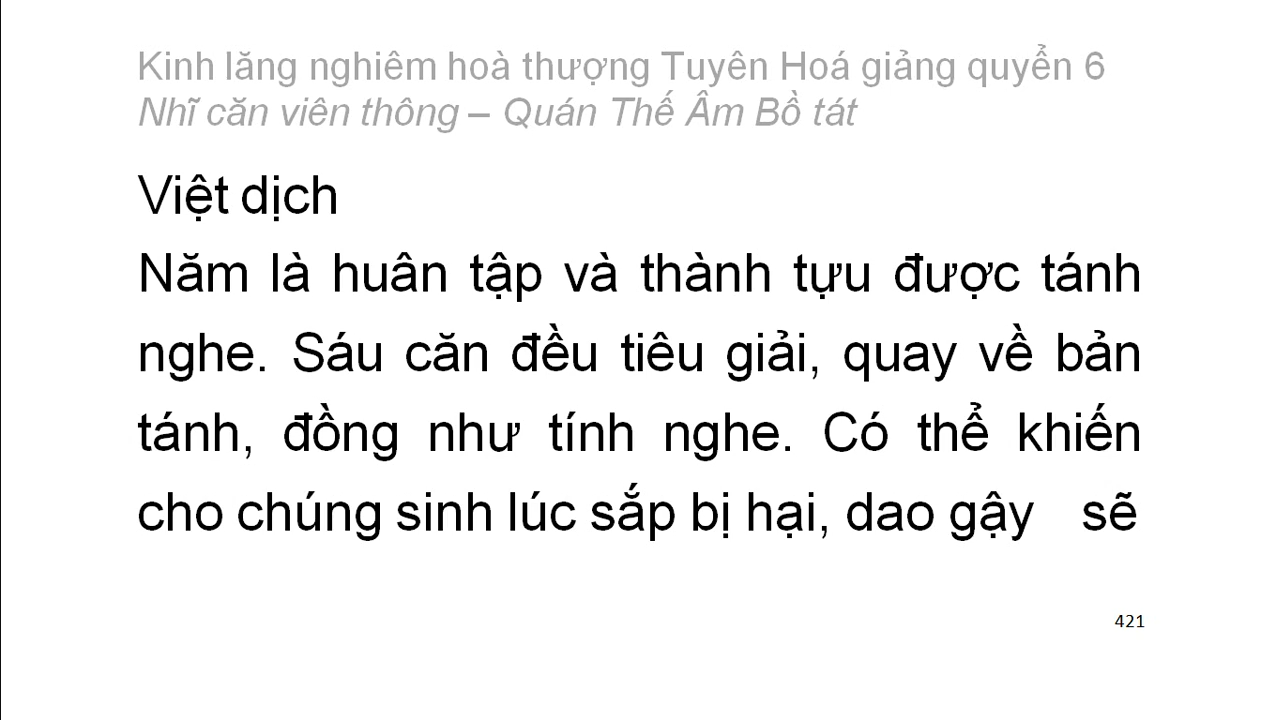 Kinh lăng nghiêm hoà thượng Tuyên Hoá giảng quyển 6
Nhĩ căn viên thông – Quán Thế Âm Bồ tát
Việt dịch
Năm là huân tập và thành tựu được tánh
nghe. Sáu căn đều tiêu giải, quay về bản
tánh, đồng như tính nghe. Có thể khiến
cho chúng sinh lúc sắp bị hại, dao gậy sẽ
421